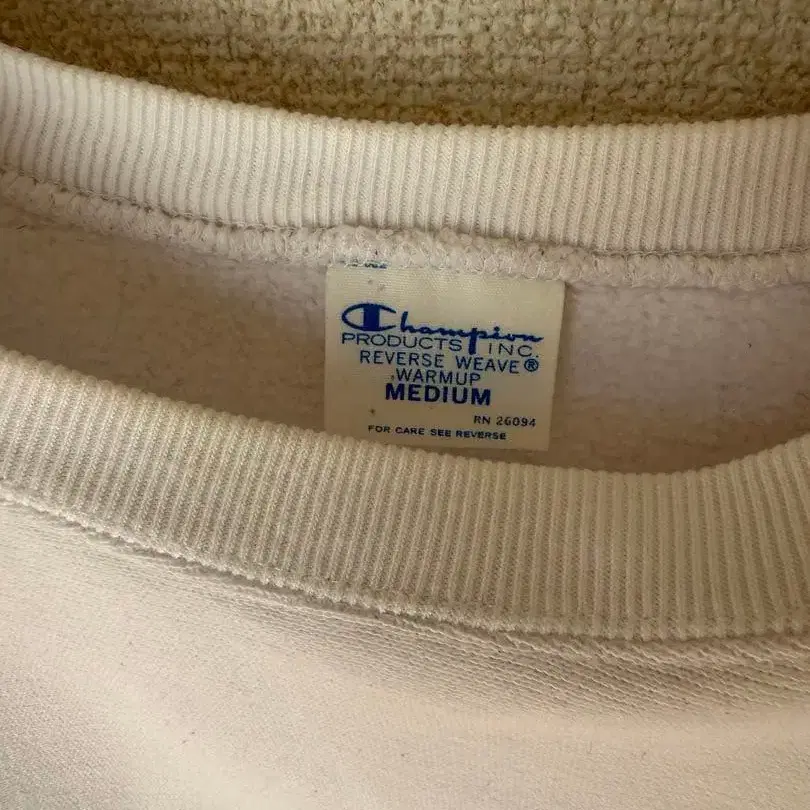 Champion
PRODUCTS INC.
REVERSE WEAVE®
WARMUP
MEDIUM
RN 26094
FOR CARE SEE REVERSE